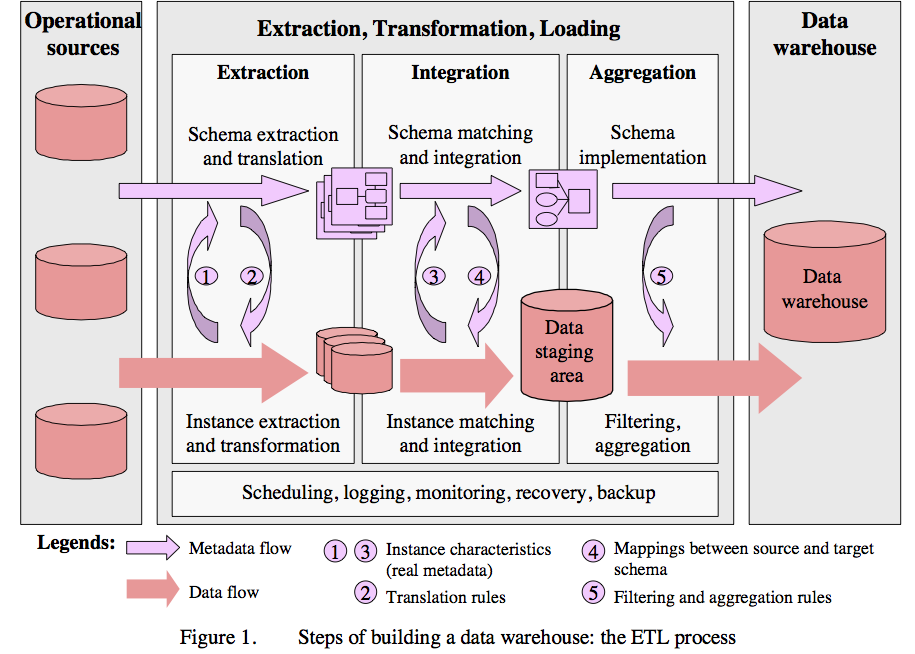 Operational
sources
Extraction, Transformation, Loading
Data
warehouse
Extraction
Integration
Aggregation
Schema extraction
and translation
Schema matching
and integration
Schema
implementation
1
2
3
4
5
Data
warehouse
Data
staging
area
Instance extraction
and transformation
Instance matching
and integration
Filtering,
aggregation
Scheduling, logging, monitoring, recovery, backup
Legends:
Metadata flow
Data flow
1 3 Instance characteristics
(real metadata)
2 Translation rules
4 Mappings between source and target
schema
5 Filtering and aggregation rules
Figure 1. Steps of building a data warehouse: the ETL process